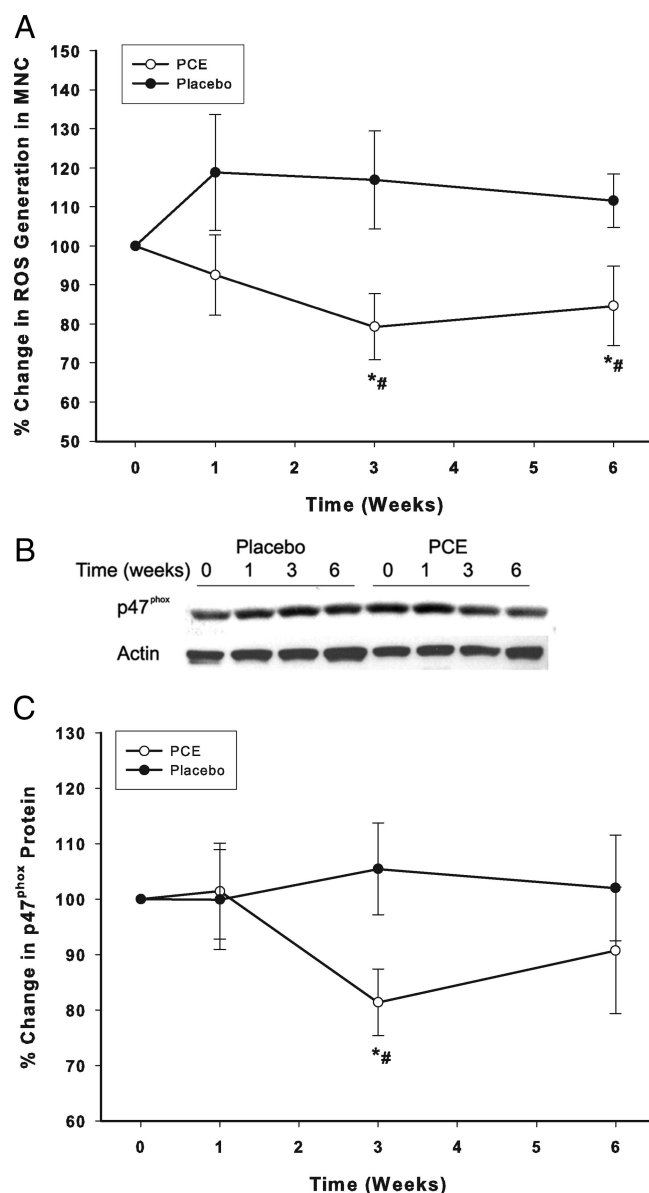 A
% Change in ROS Generation in MNC
150
140
130
120
110
100
90
80
70
60
50
PCE
Placebo
*#
*#
0 1 2 3 4 5 6
Time (Weeks)
B
Placebo PCE
Time (weeks) 0 1 3 6 0 1 3 6
p47phox
Actin
C
% Change in p47phox Protein
130
120
110
100
90
80
70
60
PCE
Placebo
*#
0 1 2 3 4 5 6
Time (Weeks)